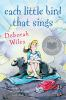 each little bird
that sings
Deborah
Wiles